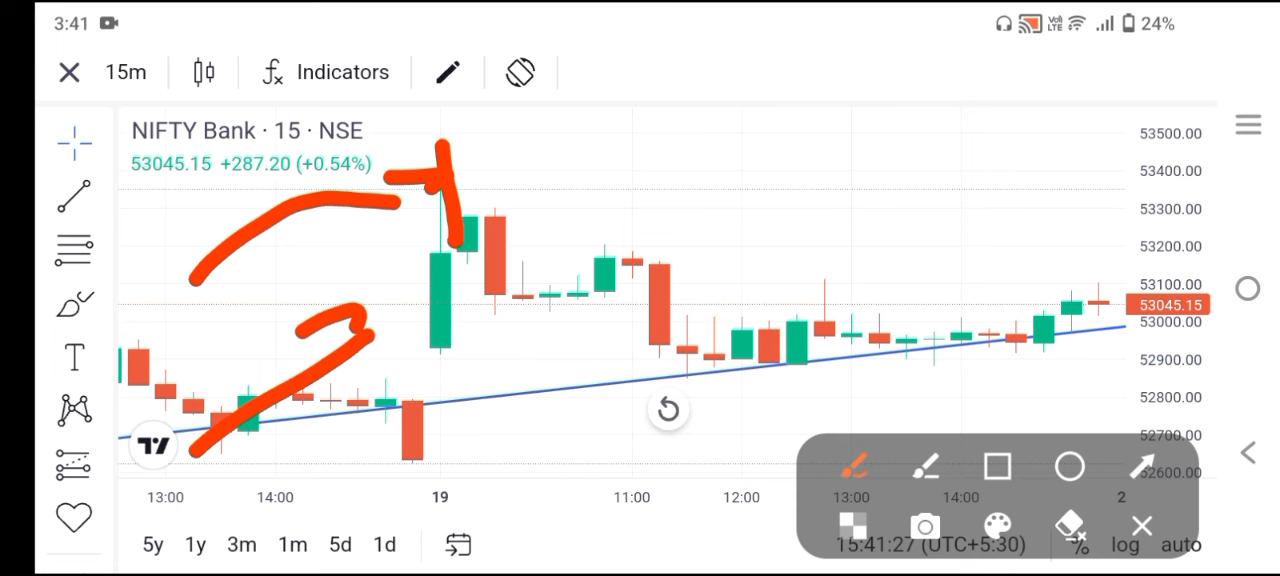 3:41 Vol LTE 24%
15m Indicators
NIFTY Bank · 15 · NSE
53045.15 +287.20 (+0.54%)
53500.00
53400.00
53300.00
53200.00
53100.00
53045.15
53000.00
52900.00
52800.00
52700.00
52600.00
13:00 14:00 19 11:00 12:00 13:00 14:00 2
5y 1y 3m 1m 5d 1d 15:41:27 (UTC+5:30) % log auto